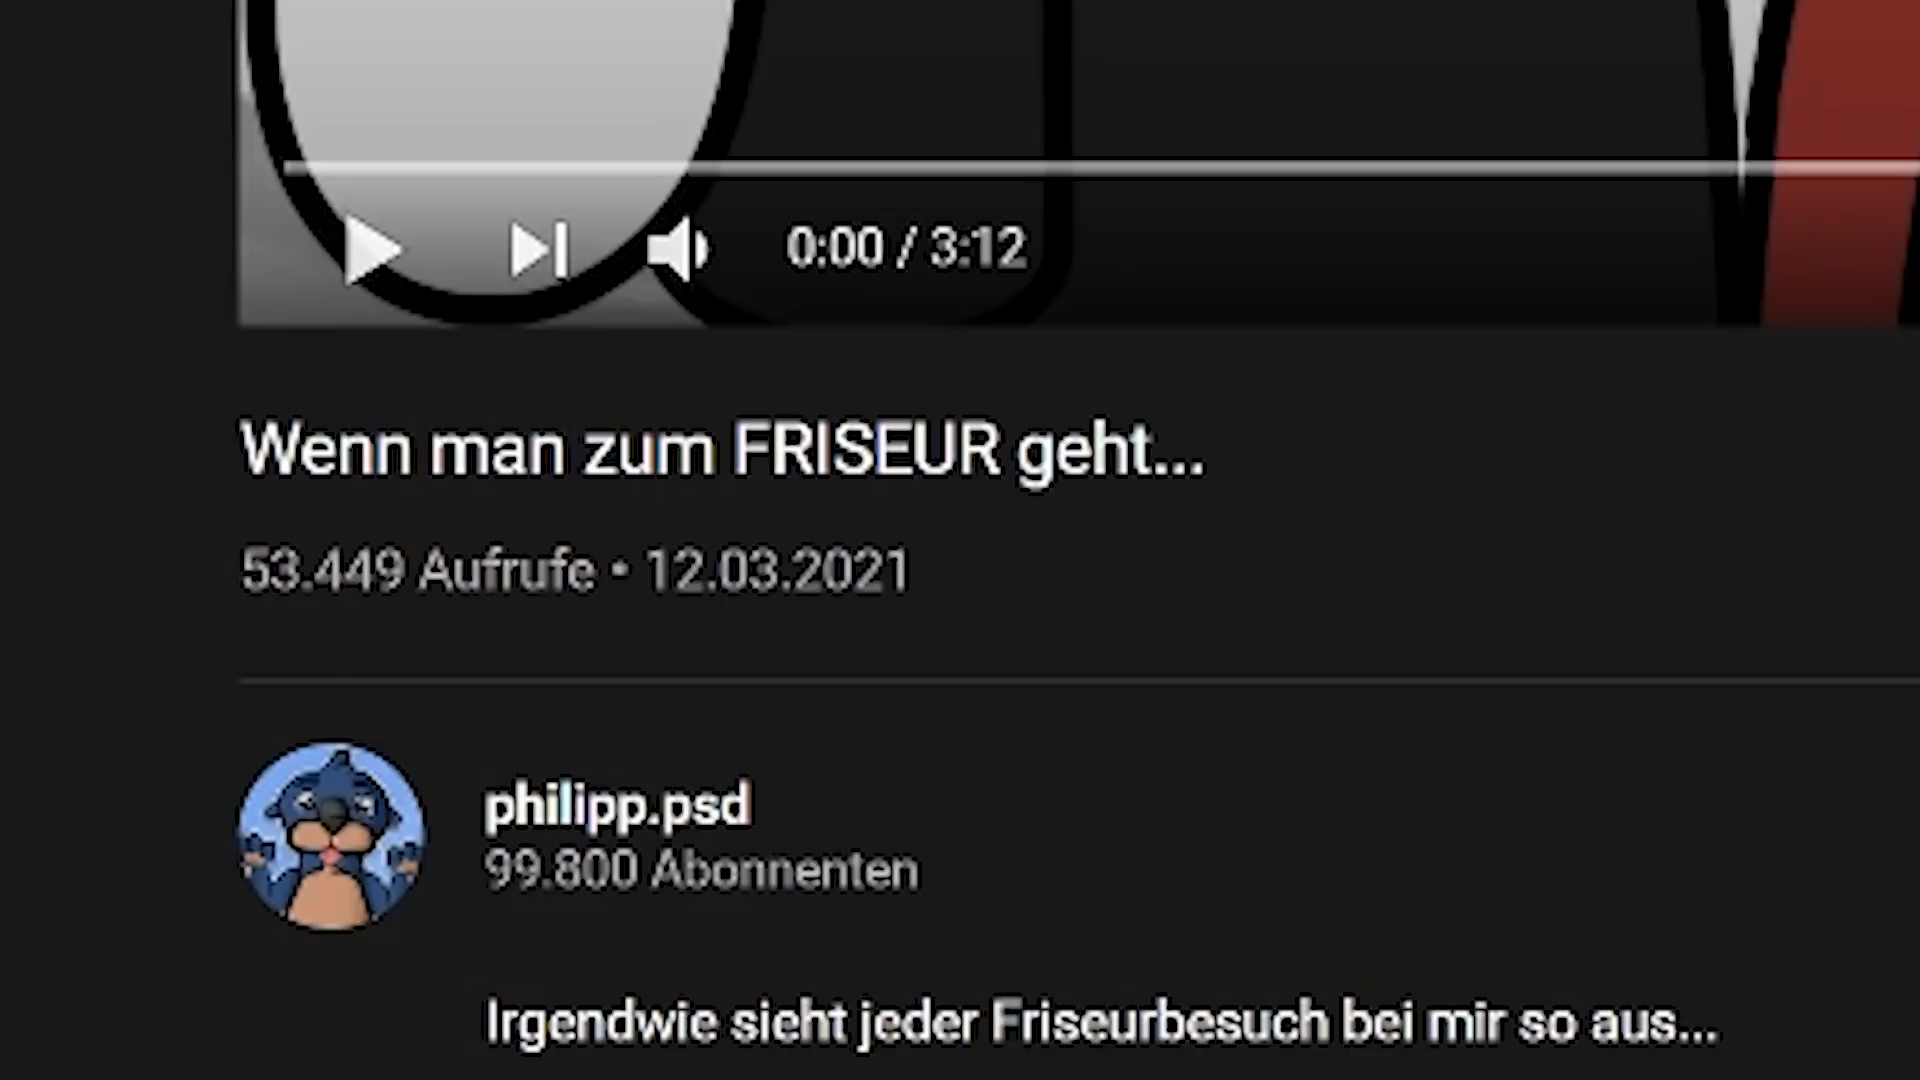 0:00 / 3:12
Wenn man zum FRISEUR geht...
53.449 Aufrufe • 12.03.2021
philipp.psd
99.800 Abonnenten
Irgendwie sieht jeder Friseurbesuch bei mir so aus...